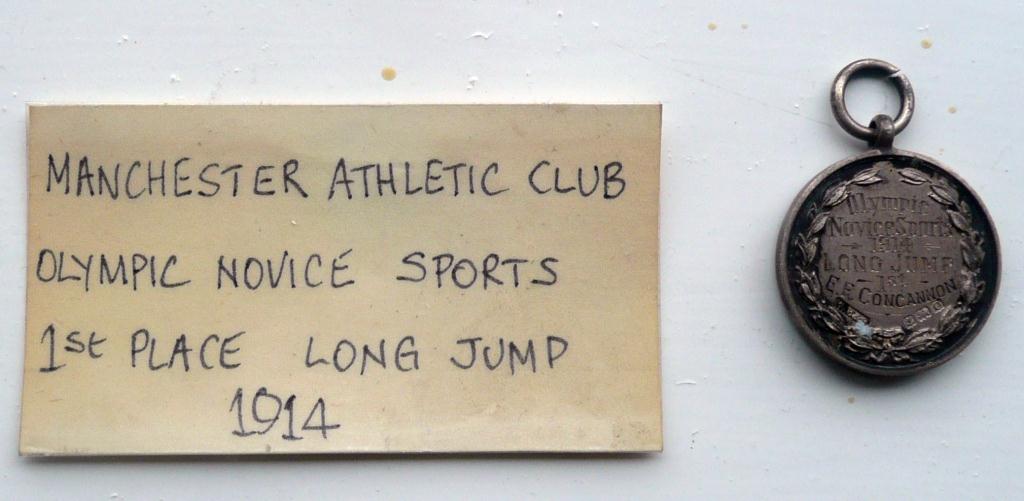 MANCHESTER ATHLETIC CLUB
OLYMPIC NOVICE SPORTS
1st PLACE LONG JUMP
1914
Olympic
Novice Sports
1914
LONG JUMP
1st
E.E. CONCANNON